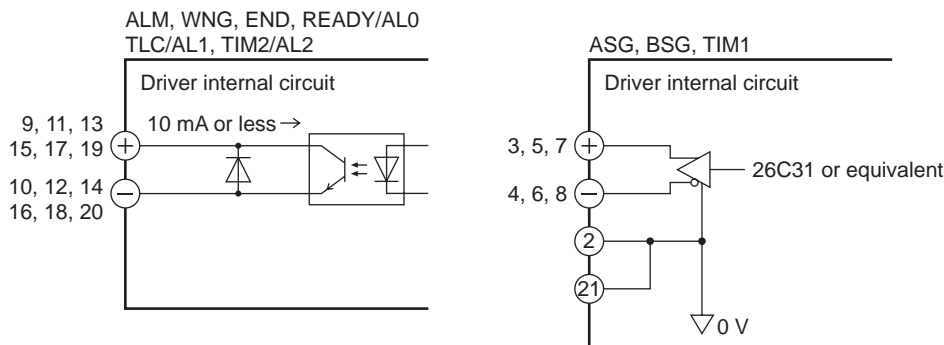 ALM, WNG, END, READY/AL0
TLC/AL1, TIM2/AL2
Driver internal circuit
9, 11, 13
15, 17, 19
10 mA or less→
+
10, 12, 14
16, 18, 20
−
ASG, BSG, TIM1
Driver internal circuit
3, 5, 7
+
26C31 or equivalent
4, 6, 8
−
2
21
0 V